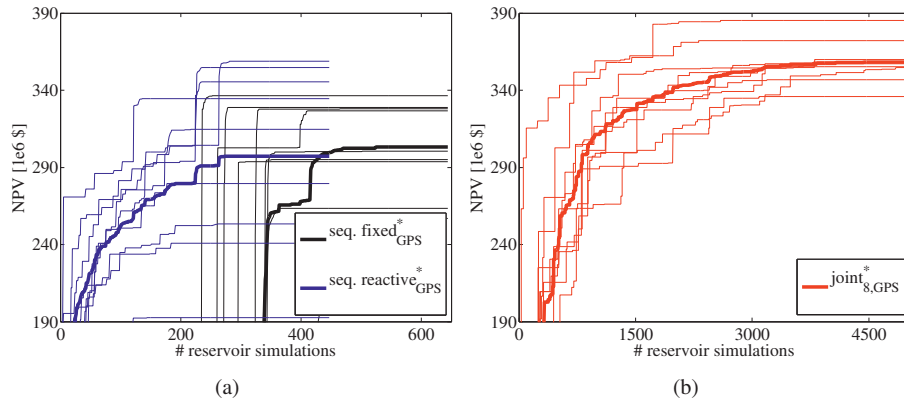 390
340
290
240
190
NPV [1e6 $]
0
200
400
600
# reservoir simulations
seq. fixed*GPS
seq. reactive*GPS
(a)
390
340
290
240
190
NPV [1e6 $]
0
1500
3000
4500
# reservoir simulations
joint*8,GPS
(b)